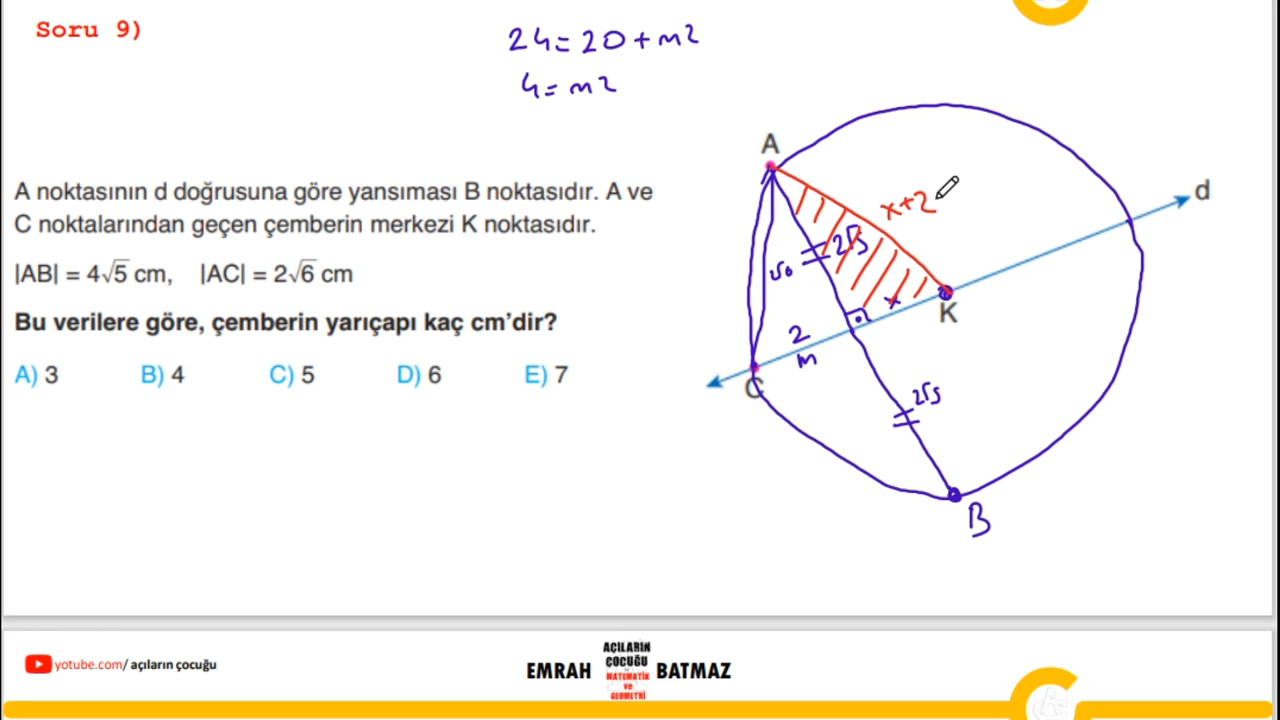 Soru 9)
24=20+m2
4=m2
A noktasının d doğrusuna göre yansıması B noktasıdır. A ve
C noktalarından geçen çemberin merkezi K noktasıdır.
|AB| = 4√5 cm, |AC| = 2√6 cm
Bu verilere göre, çemberin yarıçapı kaç cm'dir?
A) 3 B) 4 C) 5 D) 6 E) 7
A
d
x+2
2√5
x
K
2
m
C
2√5
B
yotube.com/ açıların çocuğu
EMRAH
AÇILARIN
ÇOCUĞU
MATEMATİK
ve
GEOMETRİ
BATMAZ